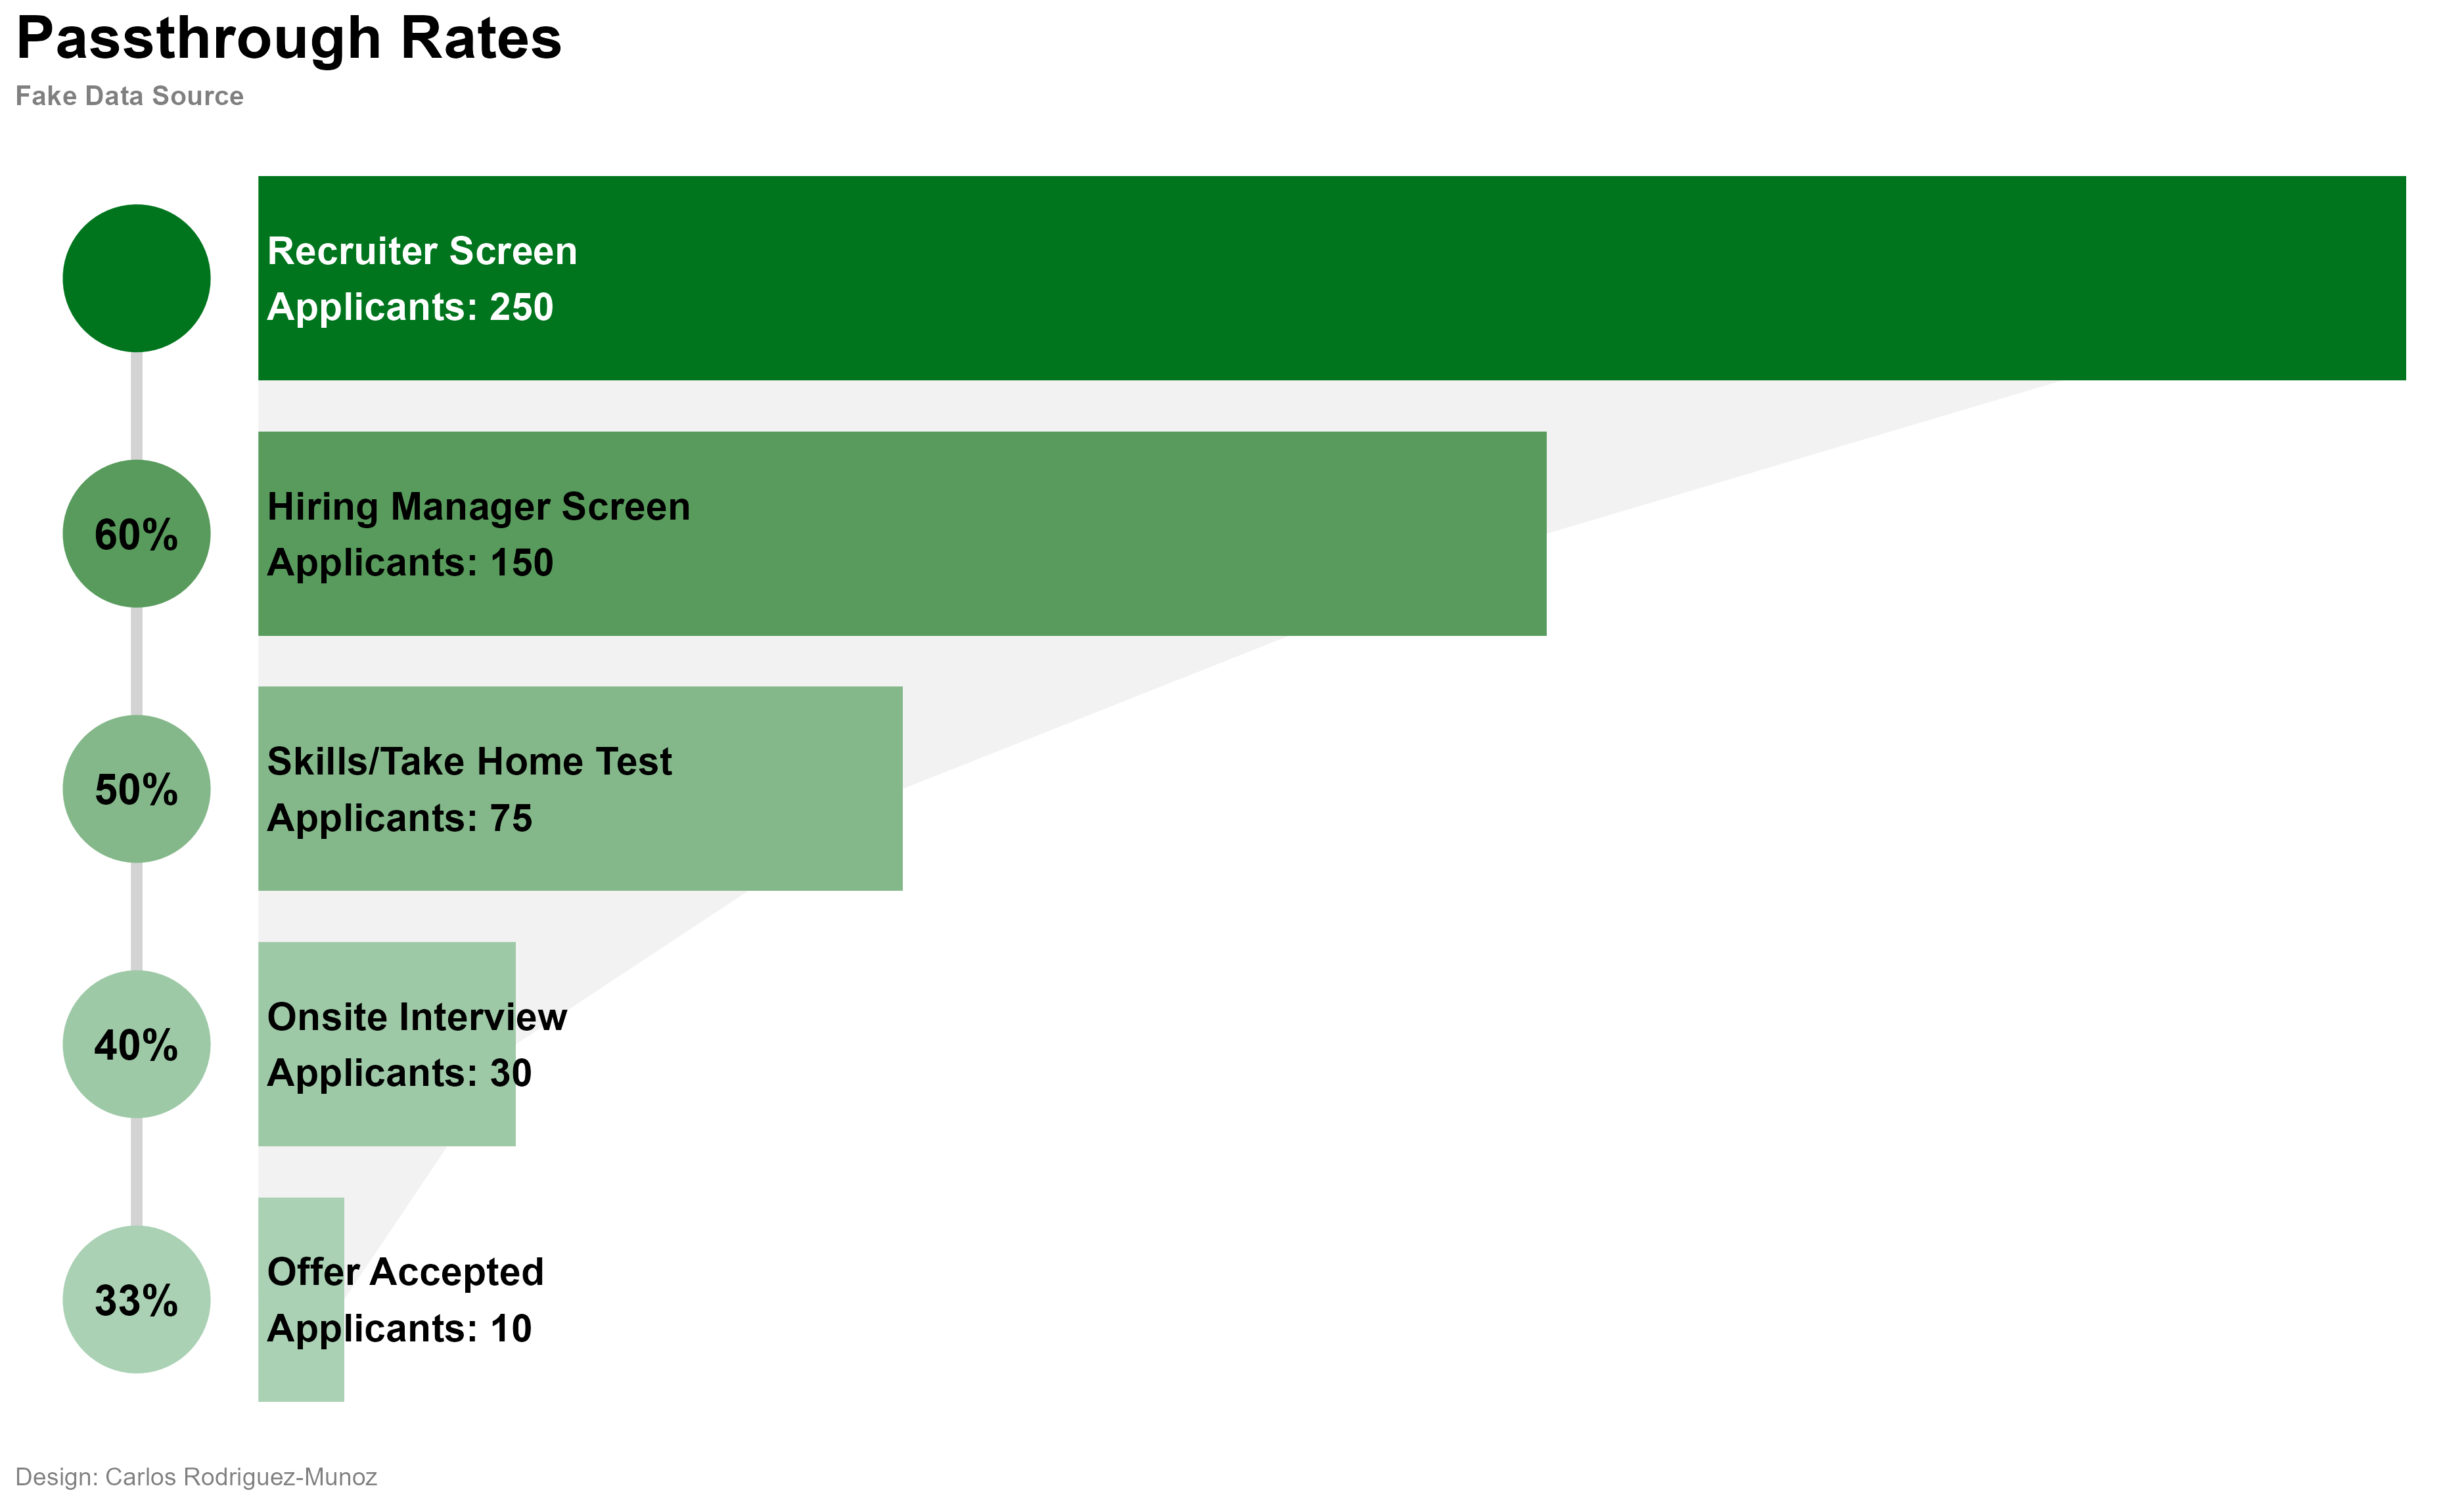 Passthrough Rates
Fake Data Source
Recruiter Screen
Applicants: 250
60%
Hiring Manager Screen
Applicants: 150
50%
Skills/Take Home Test
Applicants: 75
40%
Onsite Interview
Applicants: 30
33%
Offer Accepted
Applicants: 10
Design: Carlos Rodriguez-Munoz